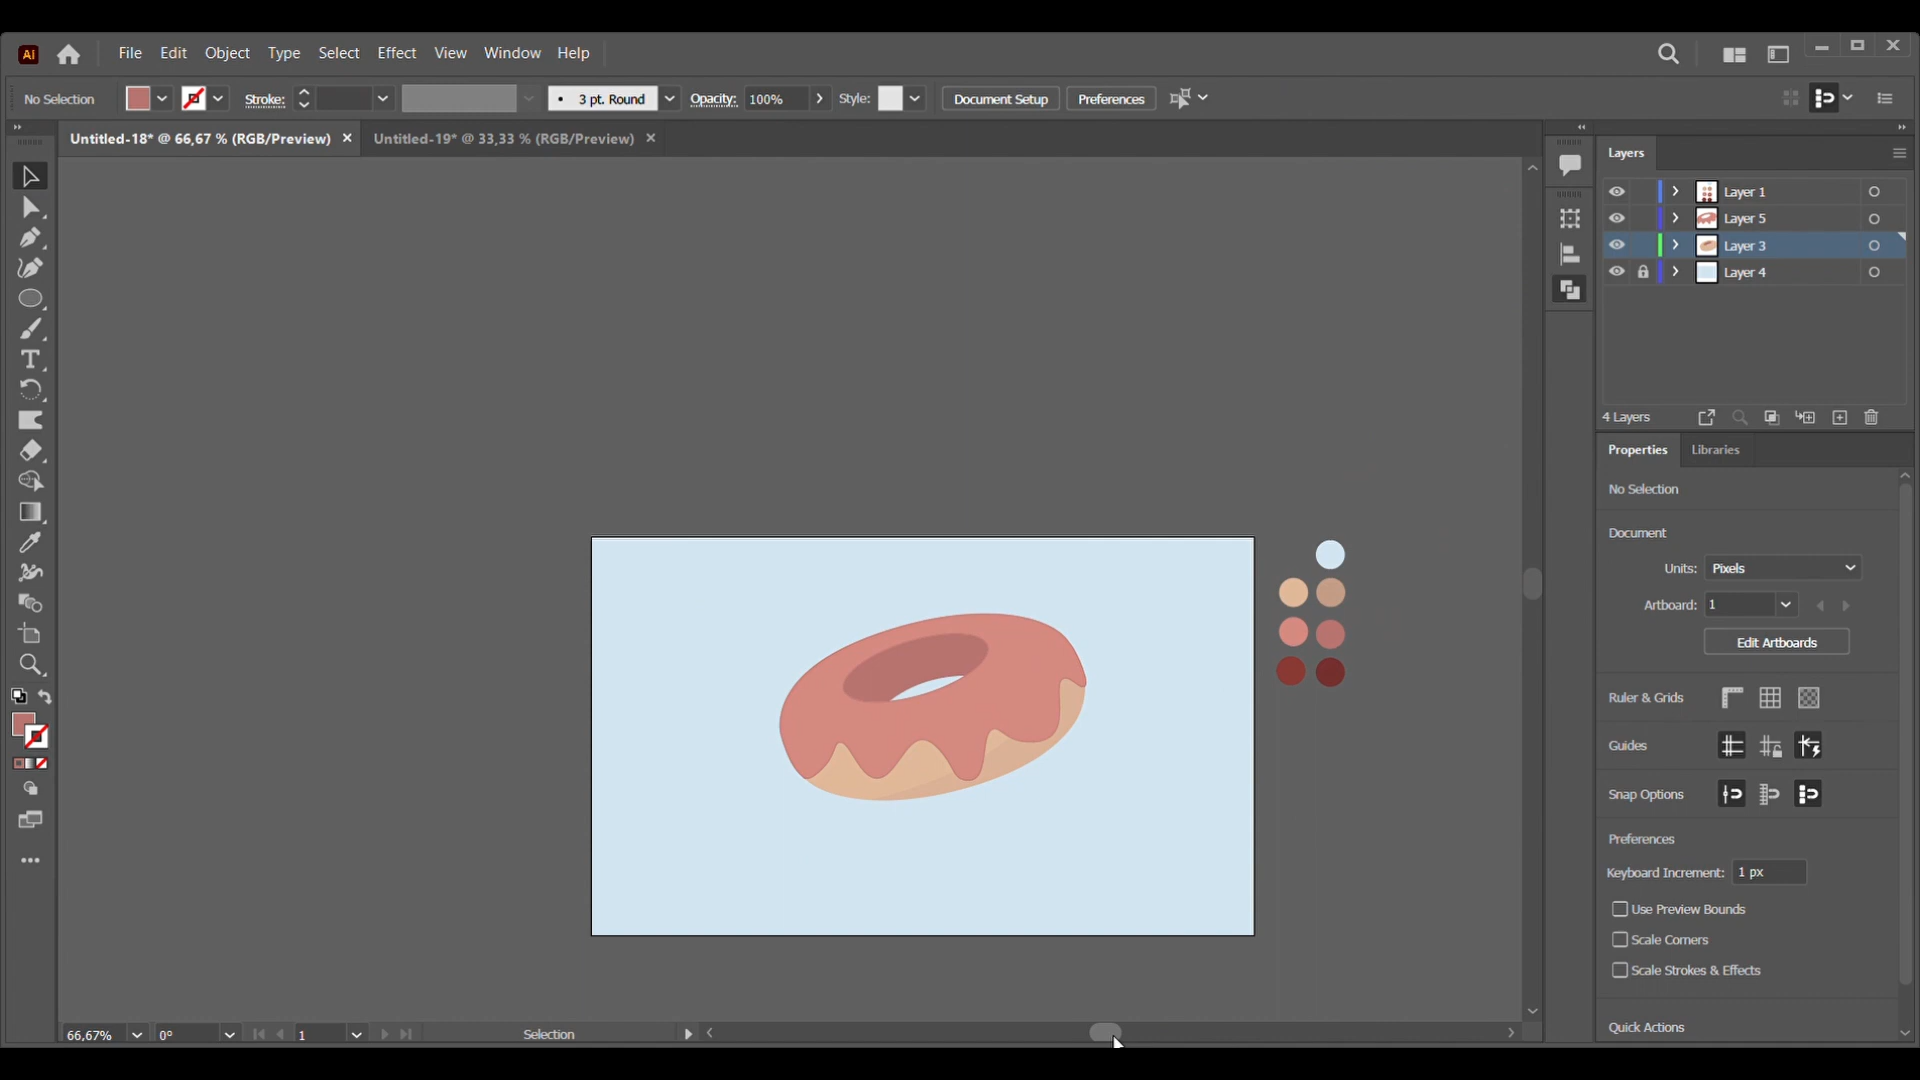 Ai File Edit Object Type Select Effect View Window Help
No Selection Stroke: 3 pt. Round Opacity: 100% Style: Document Setup Preferences
Untitled-18* @ 66,67 % (RGB/Preview) Untitled-19* @ 33,33 % (RGB/Preview)
Layers
Layer 1
Layer 5
Layer 3
Layer 4
4 Layers
Properties Libraries
No Selection
Document
Units: Pixels
Artboard: 1
Edit Artboards
Ruler & Grids
Guides
Snap Options
Preferences
Keyboard Increment: 1 px
Use Preview Bounds
Scale Corners
Scale Strokes & Effects
Quick Actions
66,67% 0° 1 Selection